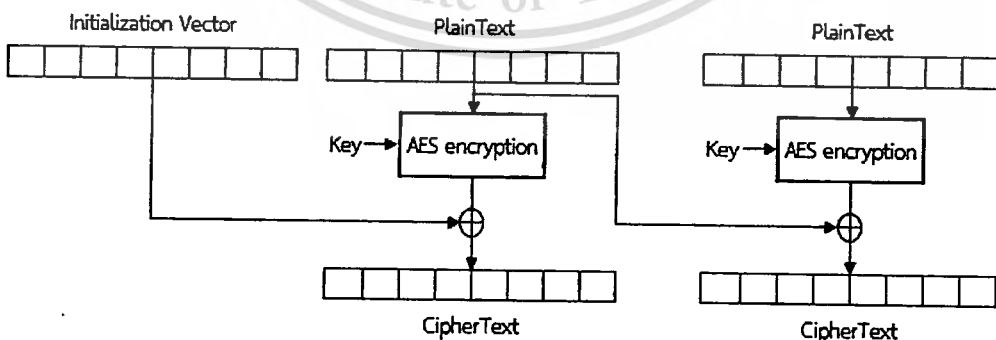 Initialization Vector
PlainText
PlainText
Key
AES encryption
Key
AES encryption
CipherText
CipherText